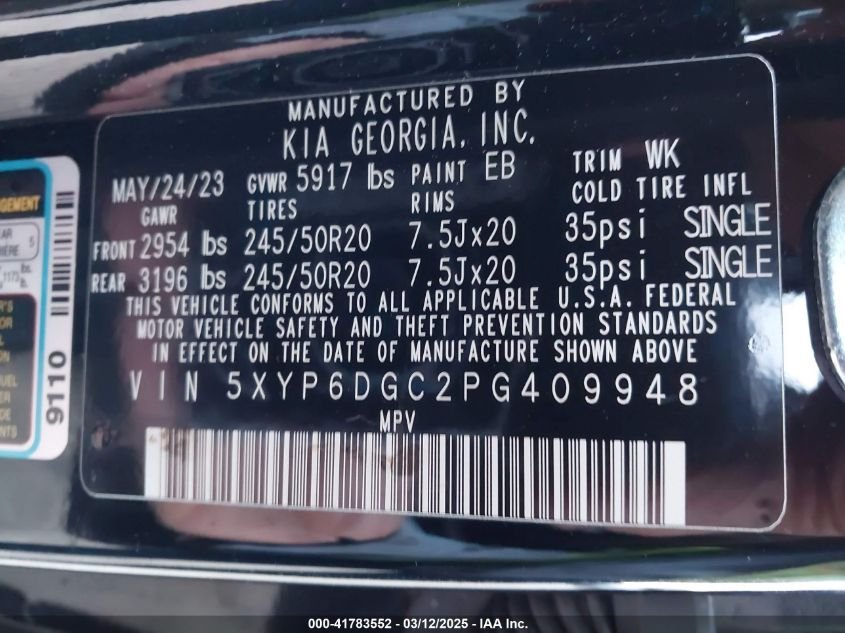 MANUFACTURED BY
KIA GEORGIA, INC.
MAY/24/23 GVWR 5917 lbs PAINT EB TRIM WK
GAWR TIRES RIMS COLD TIRE INFL
FRONT 2954 lbs 245/50R20 7.5Jx20 35psi SINGLE
REAR 3196 lbs 245/50R20 7.5Jx20 35psi SINGLE
THIS VEHICLE CONFORMS TO ALL APPLICABLE U.S.A. FEDERAL
MOTOR VEHICLE SAFETY AND THEFT PREVENTION STANDARDS
IN EFFECT ON THE DATE OF MANUFACTURE SHOWN ABOVE
VIN 5XYP6DGC2PG409948
MPV
9110
000-41783552 - 03/12/2025 - IAA Inc.